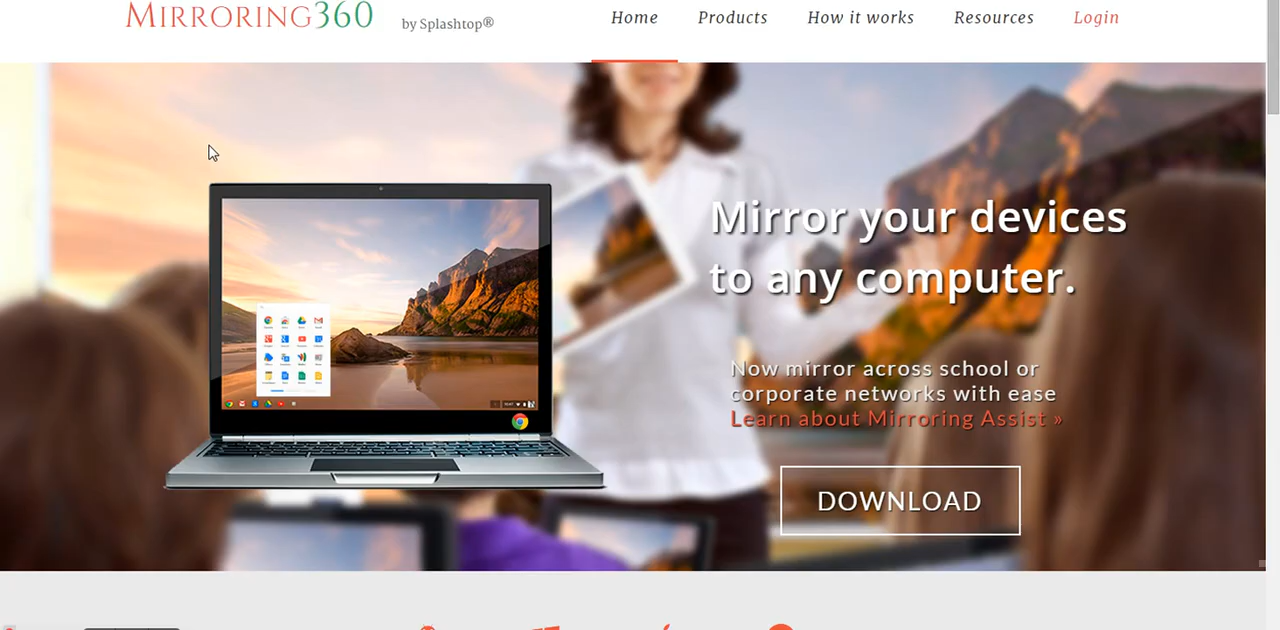 MIRRORING360 by Splashtop®
Home Products How it works Resources Login
Mirror your devices
to any computer.
Now mirror across school or
corporate networks with ease
Learn about Mirroring Assist »
DOWNLOAD